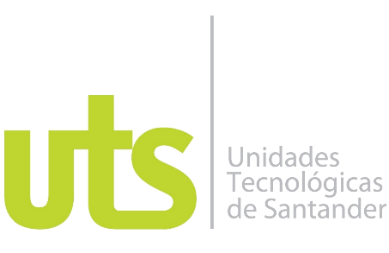 uts
Unidades
Tecnológicas
de Santander